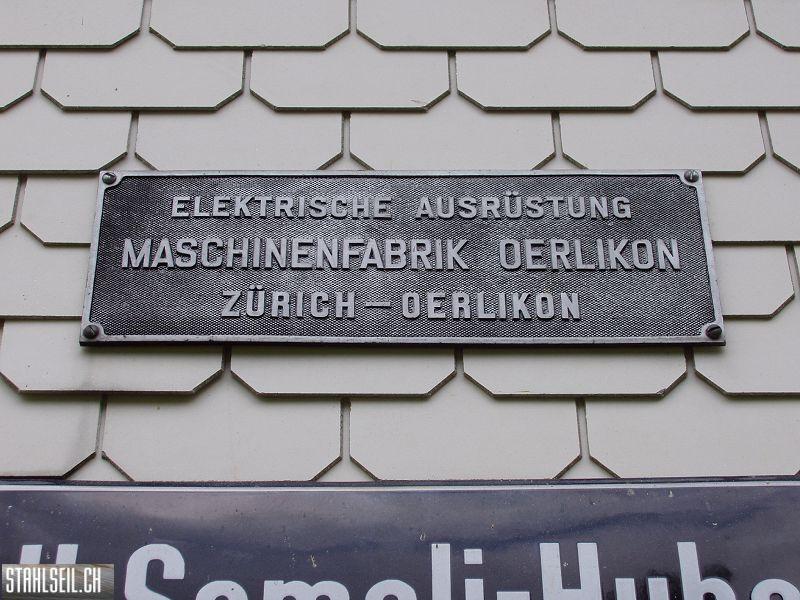 ELEKTRISCHE AUSRÜSTUNG
MASCHINENFABRIK OERLIKON
ZÜRICH-OERLIKON
STAHLSEIL.CH